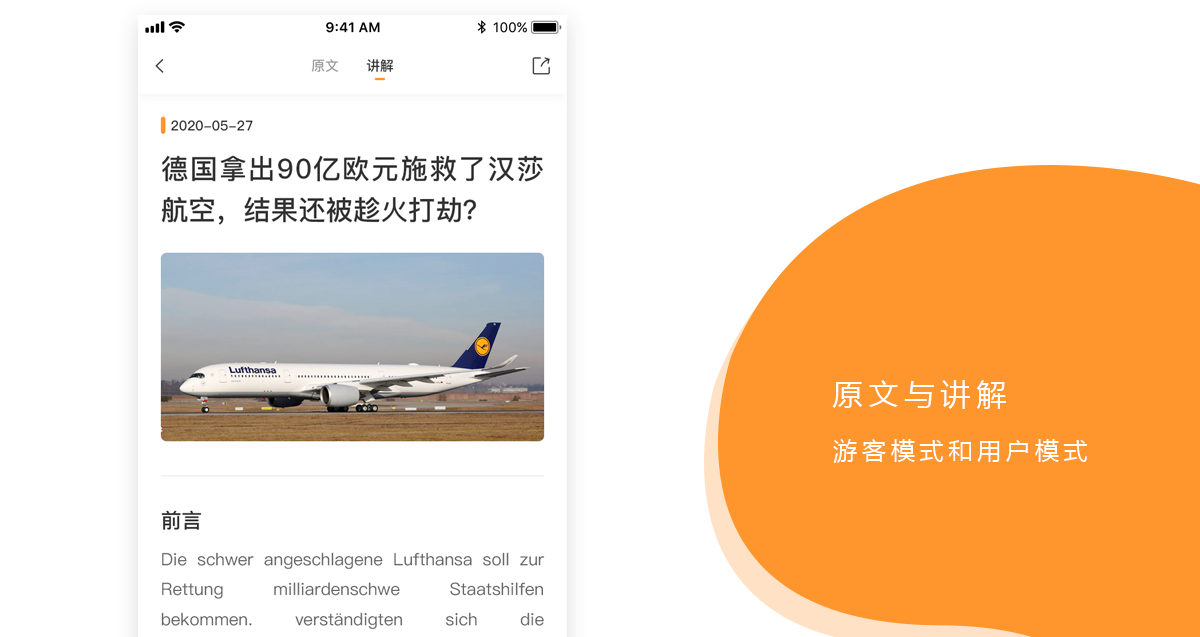 9:41 AM
100%
原文
讲解
2020-05-27
德国拿出90亿欧元施救了汉莎
航空，结果还被趁火打劫？
Lufthansa
前言
Die schwer angeschlagene Lufthansa soll zur
Rettung milliardenschwe Staatshilfen
bekommen. verständigten sich die
原文与讲解
游客模式和用户模式